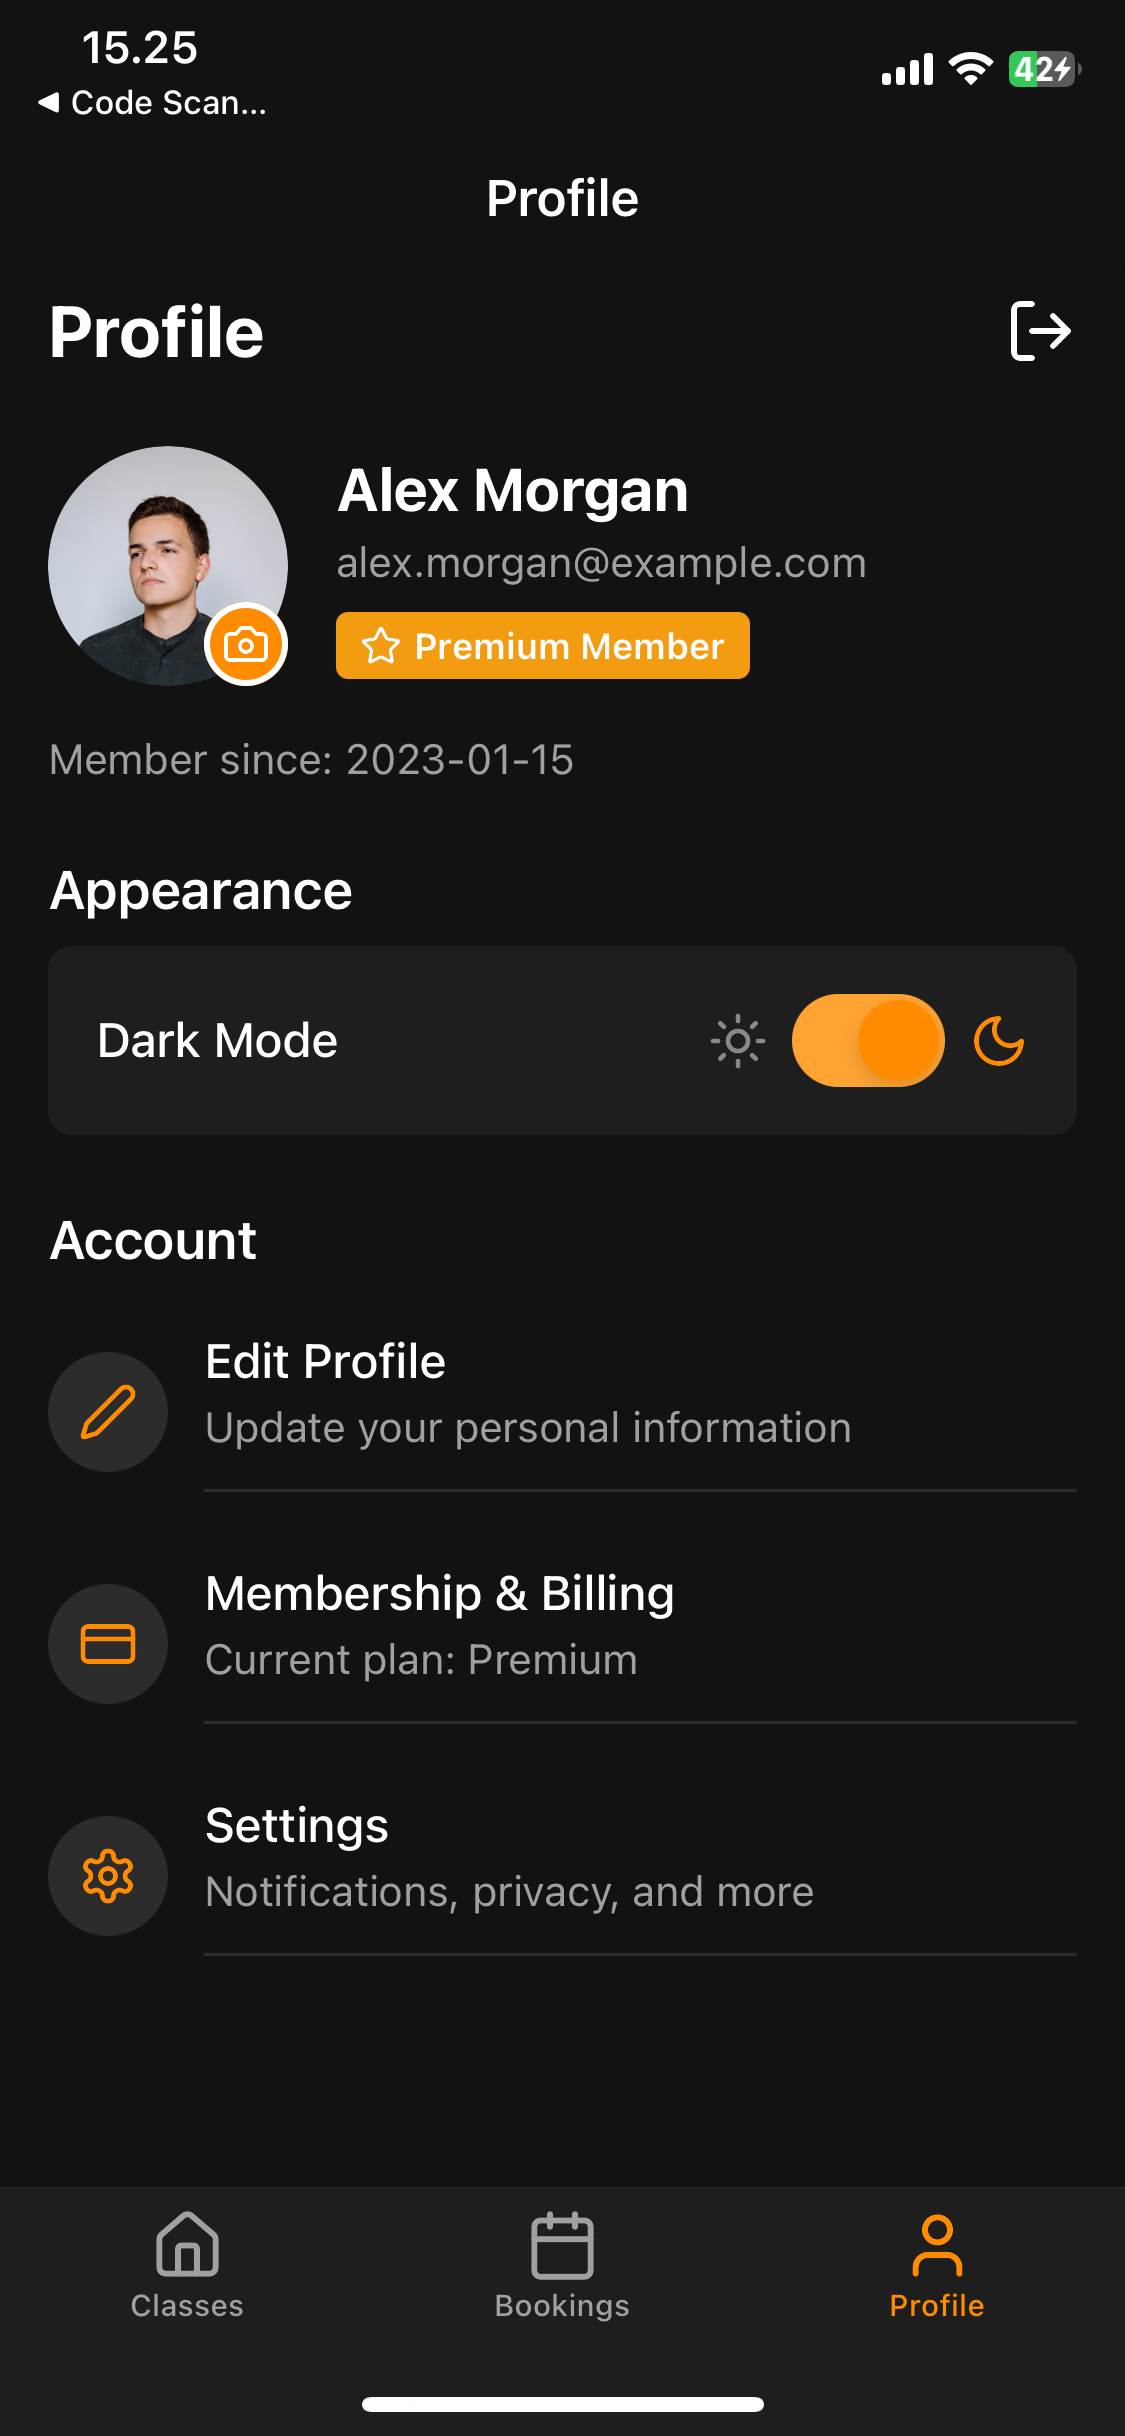 15.25
◀ Code Scan...
42
Profile
Profile
Alex Morgan
alex.morgan@example.com
Premium Member
Member since: 2023-01-15
Appearance
Dark Mode
Account
Edit Profile
Update your personal information
Membership & Billing
Current plan: Premium
Settings
Notifications, privacy, and more
Classes
Bookings
Profile